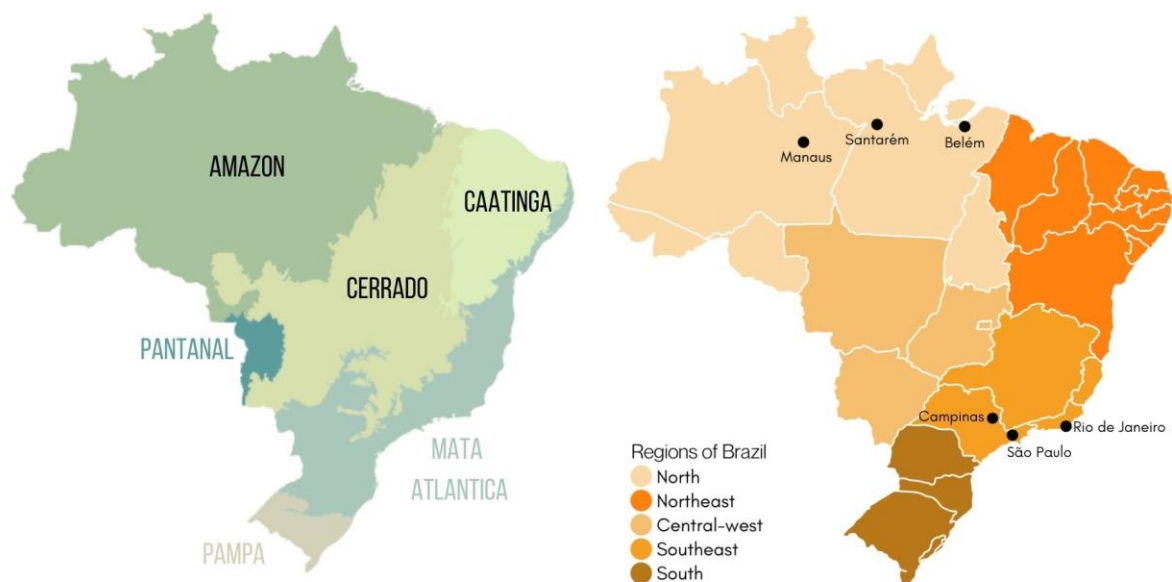 AMAZON
CAATINGA
CERRADO
PANTANAL
MATA
ATLANTICA
PAMPA
Manaus
Santarém
Belém
Campinas
Rio de Janeiro
São Paulo
Regions of Brazil
North
Northeast
Central-west
Southeast
South